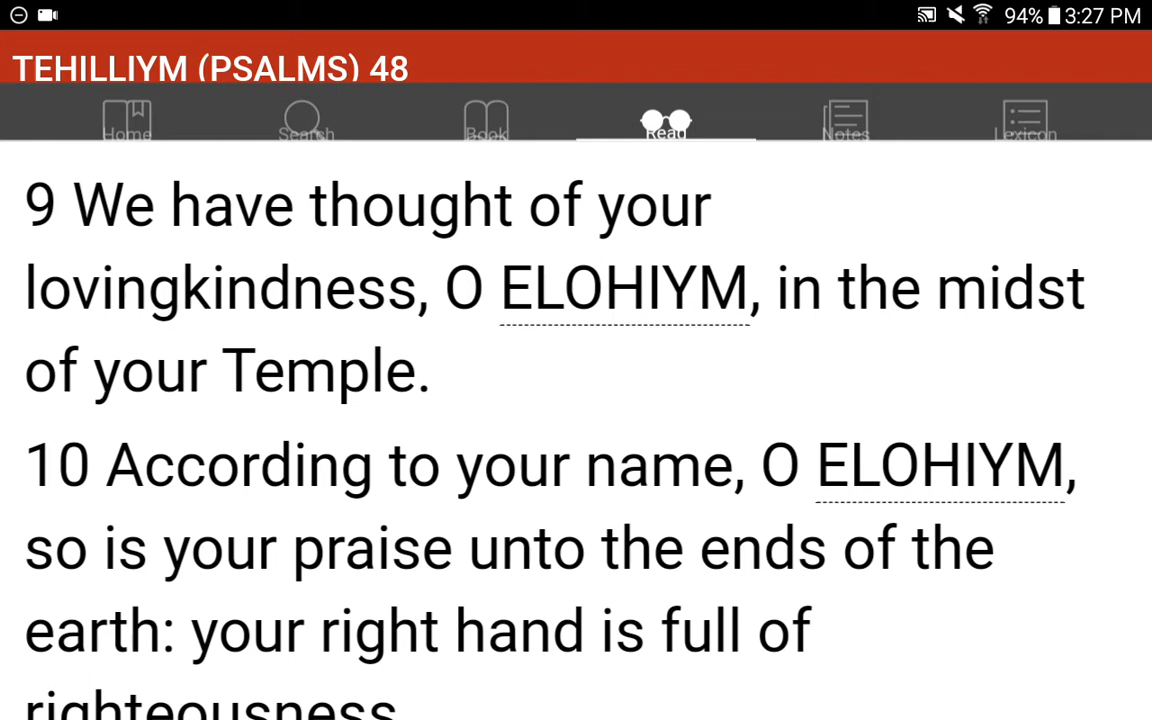 94% 3:27 PM
TEHILLIYM (PSALMS) 48
Home Search Book Read Notes Lexicon
9 We have thought of your
lovingkindness, O ELOHIYM, in the midst
of your Temple.
10 According to your name, O ELOHIYM,
so is your praise unto the ends of the
earth: your right hand is full of
righteousness